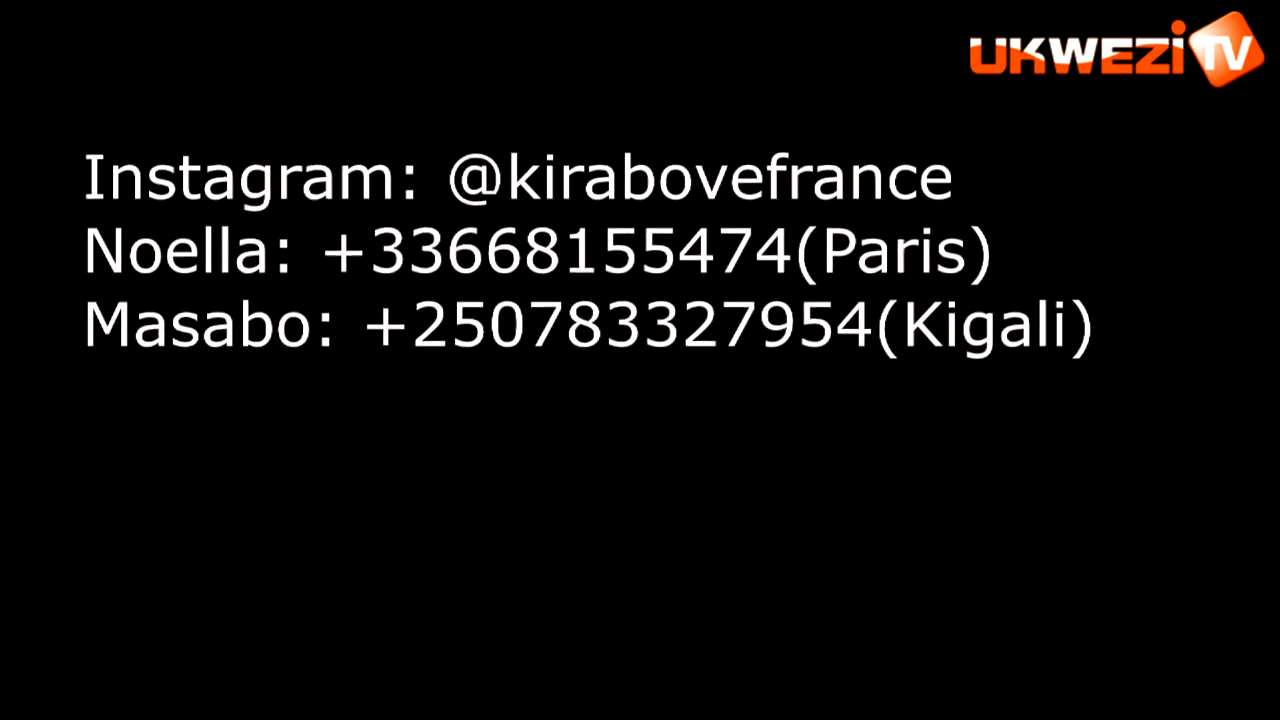 UKWEZI TV
Instagram: @kirabovefrance
Noella: +33668155474(Paris)
Masabo: +250783327954(Kigali)